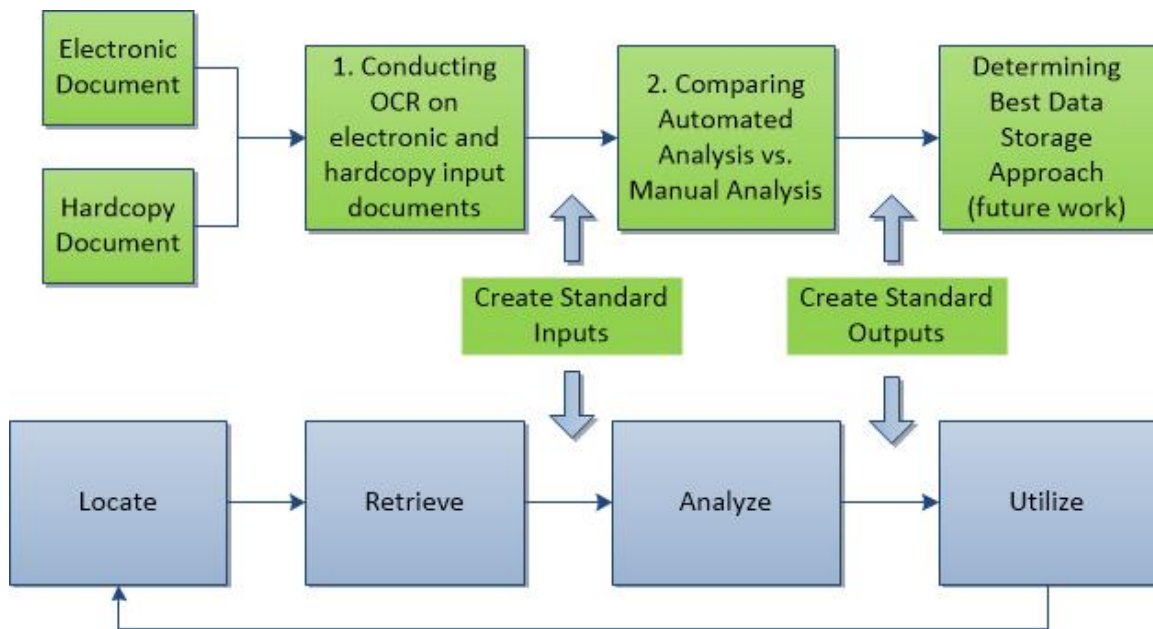 Electronic
Document
Hardcopy
Document
1. Conducting
OCR on
electronic and
hardcopy input
documents
2. Comparing
Automated
Analysis vs.
Manual Analysis
Determining
Best Data
Storage
Approach
(future work)
Create Standard
Inputs
Create Standard
Outputs
Locate
Retrieve
Analyze
Utilize